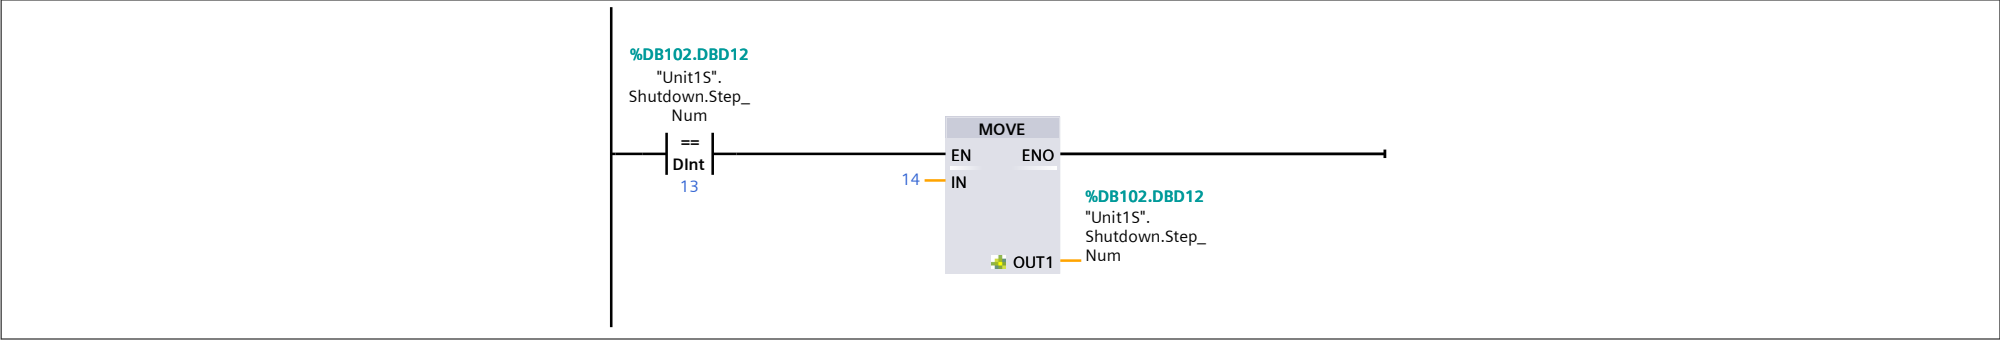 %DB102.DBD12
"Unit1S".
Shutdown.Step_
Num
==
DInt
13
MOVE
EN ENO
14 IN
%DB102.DBD12
"Unit1S".
Shutdown.Step_
Num
OUT1